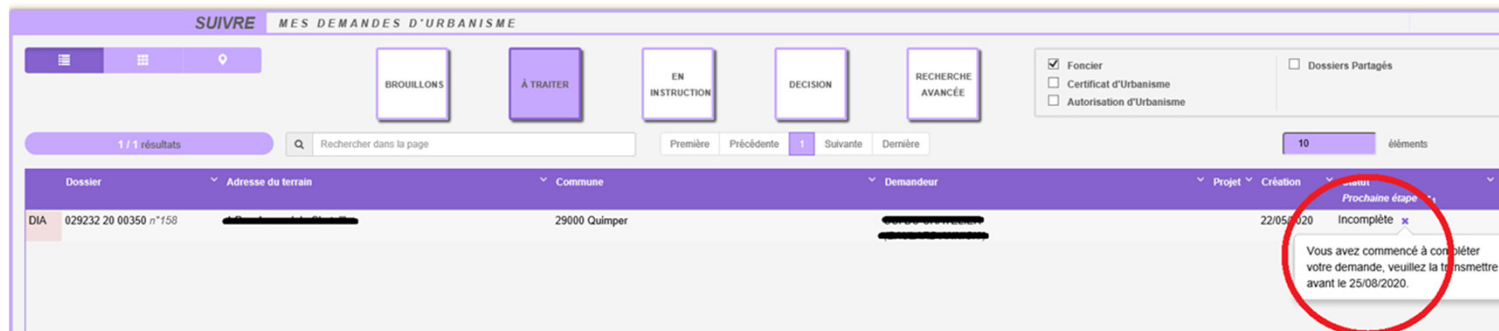 SUIVRE MES DEMANDES D'URBANISME
BROUILLONS
À TRAITER
EN
INSTRUCTION
DECISION
RECHERCHE
AVANCÉE
Foncier
Certificat d'Urbanisme
Autorisation d'Urbanisme
Dossiers Partagés
1 / 1 résultats
Rechercher dans la page
Première Précédente 1 Suivante Dernière
10 éléments
Dossier Adresse du terrain Commune Demandeur Projet Création Statut
Prochaine étape
DIA 029232 20 00350 n°158 29000 Quimper 22/05/2020 Incomplète
Vous avez commencé à compléter
votre demande, veuillez la transmettre
avant le 25/08/2020.